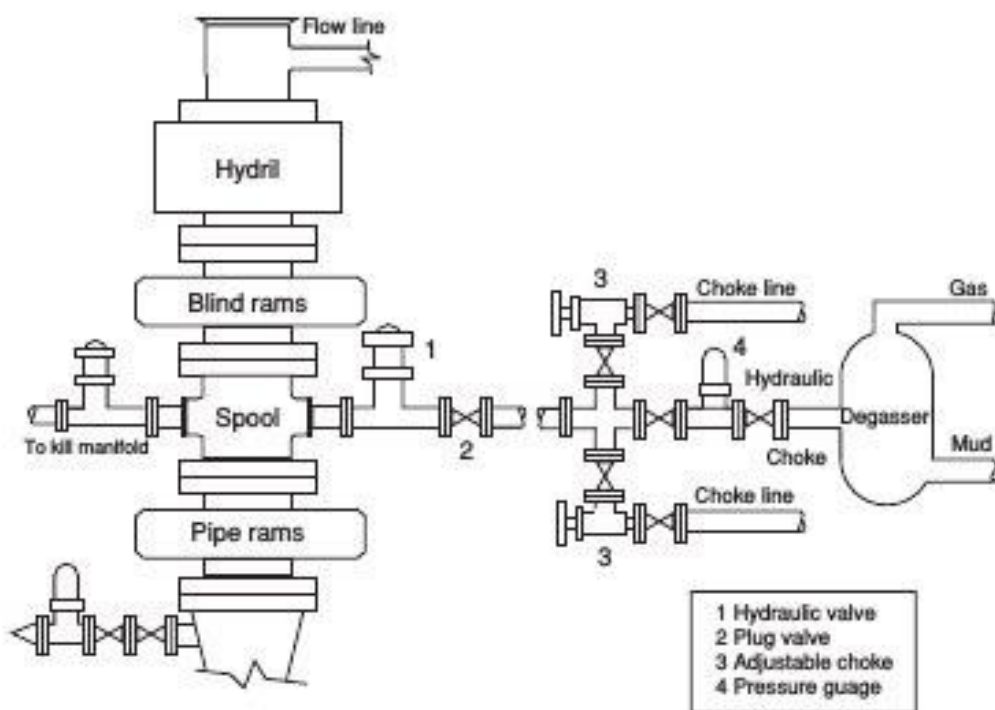 Flow line
Hydril
Blind rams
3
Choke line
Gas
1
4
Hydraulic
Spool
Degasser
To kill manifold
2
Choke
Mud
Choke line
Pipe rams
3
1 Hydraulic valve
2 Plug valve
3 Adjustable choke
4 Pressure guage